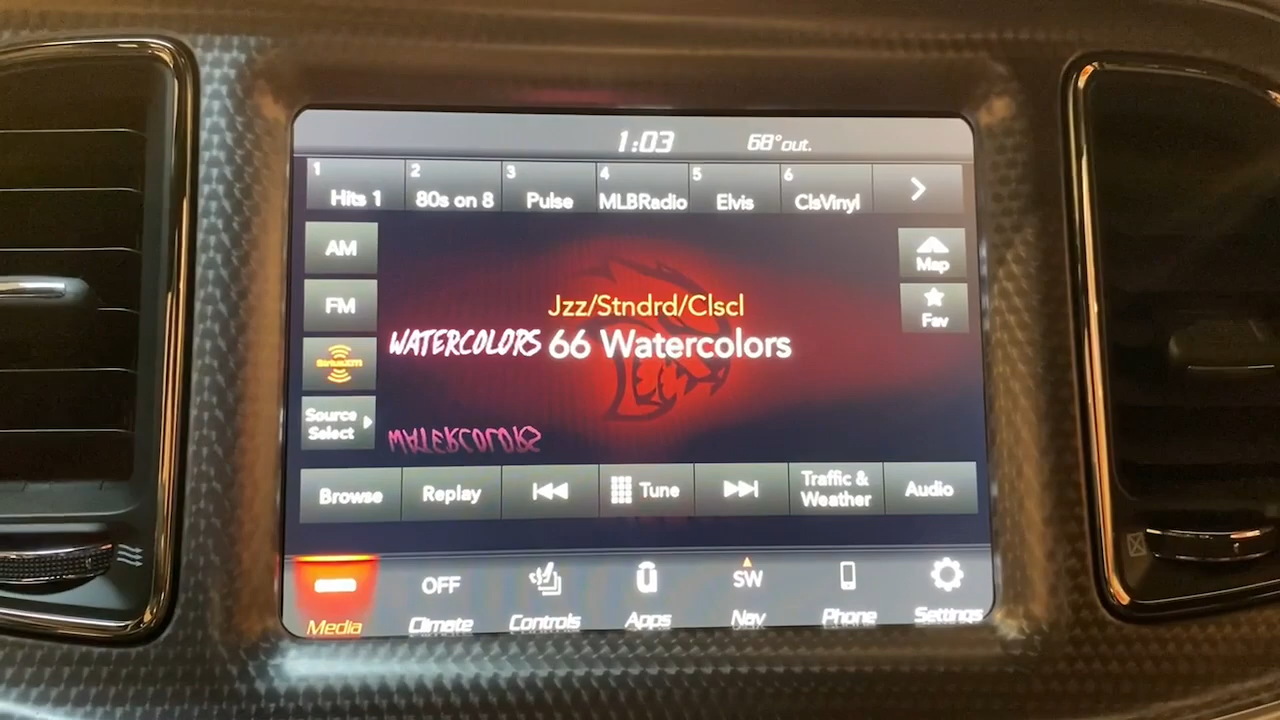 1:03 68° out.
1 Hits 1 2 80s on 8 3 Pulse 4 MLBRadio 5 Elvis 6 ClsVinyl
AM
Map
FM
Fav
SiriusXM
Source
Select
Jzz/Stndrd/Clscl
WATERCOLORS 66 Watercolors
WATERCOLORS
Browse Replay Tune Traffic &
Weather Audio
OFF SW
Media Climate Controls Apps Nav Phone Settings